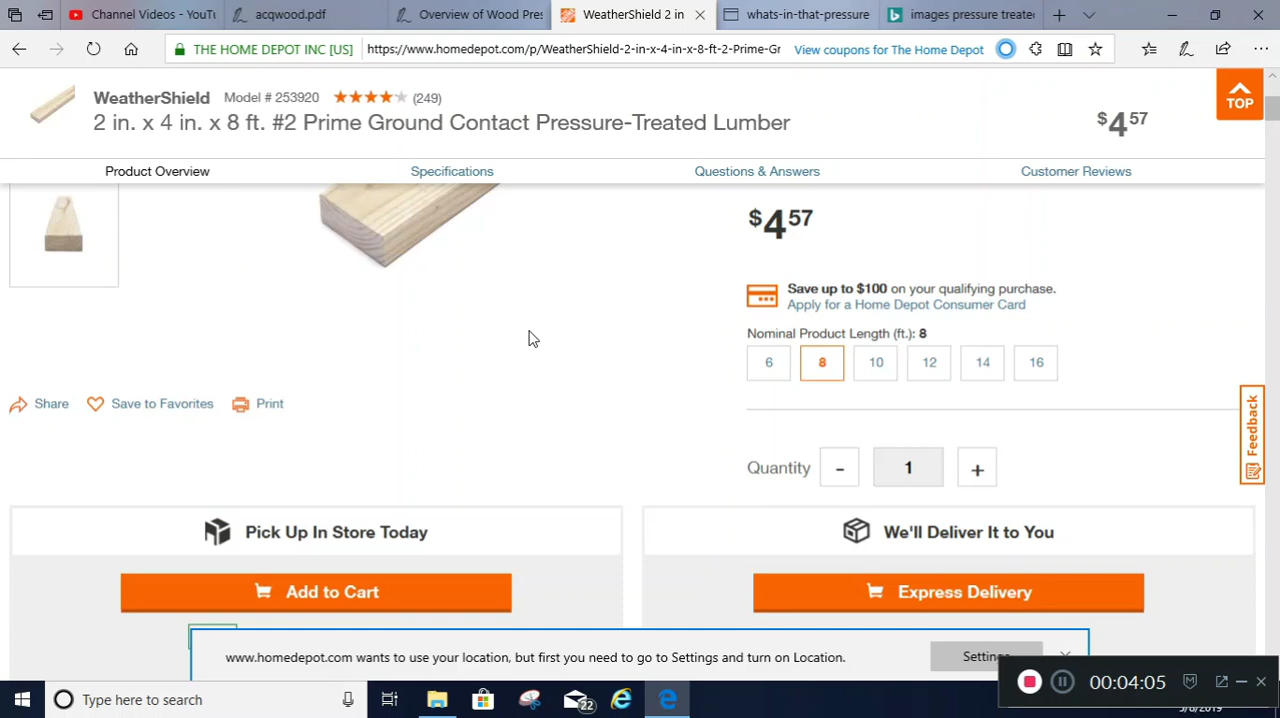 Channel Videos - YouTu
acqwood.pdf
Overview of Wood Pres
WeatherShield 2 in
whats-in-that-pressure
images pressure treate
THE HOME DEPOT INC [US]
https://www.homedepot.com/p/WeatherShield-2-in-x-4-in-x-8-ft-2-Prime-Gr
View coupons for The Home Depot
WeatherShield Model # 253920 (249)
2 in. x 4 in. x 8 ft. #2 Prime Ground Contact Pressure-Treated Lumber
$4 57
TOP
Product Overview Specifications Questions & Answers Customer Reviews
$4 57
Save up to $100 on your qualifying purchase.
Apply for a Home Depot Consumer Card
Nominal Product Length (ft.): 8
6 8 10 12 14 16
Share Save to Favorites Print
Feedback
Quantity - 1 +
Pick Up In Store Today
We'll Deliver It to You
Add to Cart
Express Delivery
www.homedepot.com wants to use your location, but first you need to go to Settings and turn on Location.
Settings
00:04:05
Type here to search
22
5/8/2019